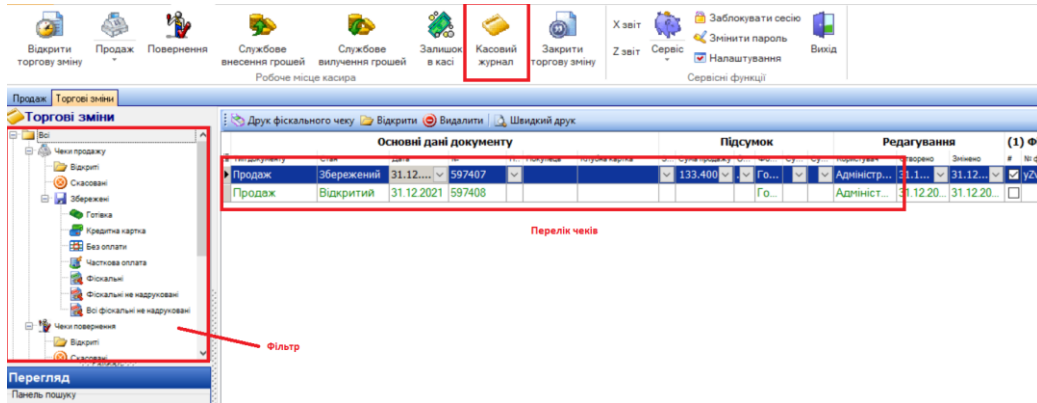 Відкрити торгову зміну
Продаж
Повернення
Службове внесення грошей
Службове вилучення грошей
Залишок в касі
Касовий журнал
Закрити торгову зміну
X звіт
Z звіт
Сервіс
Заблокувати сесію
Змінити пароль
Налаштування
Вихід
Робоче місце касира
Сервісні функції
Продаж Торгові зміни
Торгові зміни
Друк фіскального чеку Відкрити Видалити Швидкий друк
Всі
Чеки продажу
Відкриті
Скасовані
Збережені
Готівка
Кредитна картка
Без оплати
Часткова оплата
Фіскальні
Фіскальні не надруковані
Всі фіскальні не надруковані
Чеки повернення
Відкриті
Скасовані
Основні дані документу Підсумок Редагування (1) Ф
Продаж Збережений 31.12.... 597407 133.400 Го... Адміністр... 31.1... 31.12... yZv
Продаж Відкритий 31.12.2021 597408 Го... Адмініст... 31.12.20... 31.12.20...
Перелік чеків
Фільтр
Перегляд
Панель пошуку